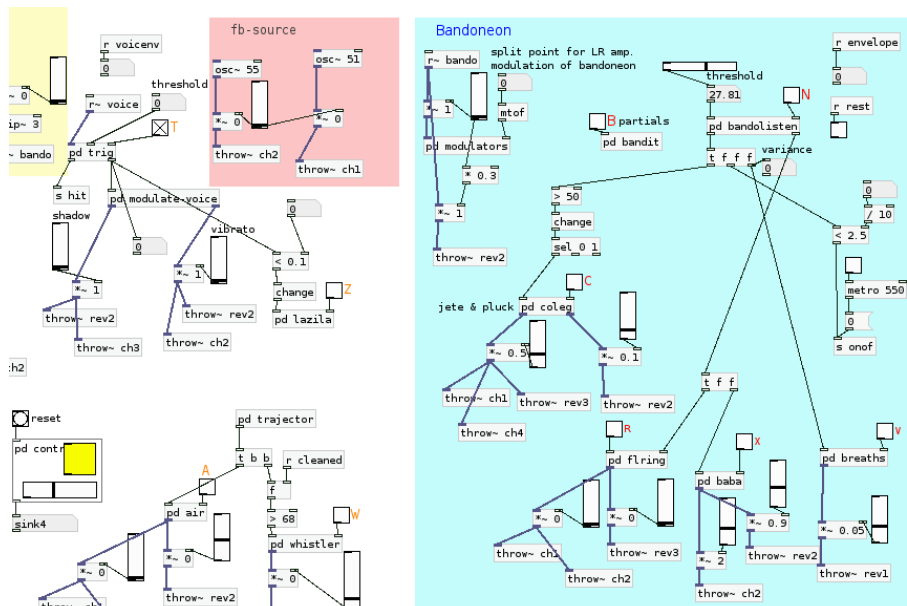 fb-source
Bandoneon
r voicenv
0
osc~ 55
osc~ 51
r~ bando
split point for LR amp.
modulation of bandoneon
r envelope
threshold
0
r~ voice
0
threshold
27.81
N
0
r rest
~ 0
ip~ 3
T
*~ 0
*~ 0
*~ 1
mtof
B partials
pd bandit
pd bandolisten
~ bando
pd trig
throw~ ch2
throw~ ch1
pd modulators
t f f f
variance
0
s hit
pd modulate-voice
* 0.3
> 50
0
/ 10
shadow
0
vibrato
0
*~ 1
change
< 2.5
throw~ rev2
sel 0 1
< 0.1
*~ 1
*~ 1
change
Z
C
metro 550
throw~ rev2
throw~ rev2
pd lazila
jete & pluck
pd coleg
0
throw~ ch3
throw~ ch2
s onof
*~ 0.5
*~ 0.1
ch2
t f f
throw~ ch1
throw~ rev3
throw~ rev2
throw~ ch4
reset
pd trajector
R
x
v
pd contr
t b b
r cleaned
pd flring
pd breaths
A
f
pd baba
sink4
pd air
> 68
W
*~ 0
*~ 0
*~ 0.9
*~ 0.05
pd whistler
throw~ ch1
throw~ rev3
*~ 2
throw~ rev2
*~ 0
*~ 0
*~ 0
throw~ ch2
throw~ rev1
throw~ rev2
throw~ ch2